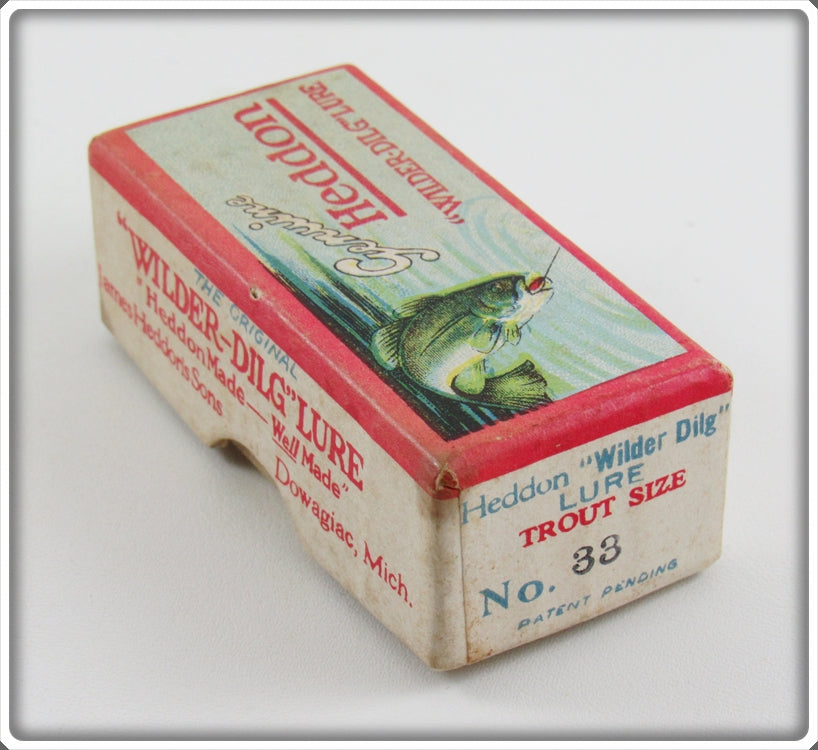 Genuine
Heddon
"WILDER-DILG" LURE
THE ORIGINAL
"WILDER-DILG" LURE
"Heddon Made — Well Made"
James Heddon's Sons Dowagiac, Mich.
Heddon "Wilder Dilg"
LURE
TROUT SIZE
No. 33
PATENT PENDING